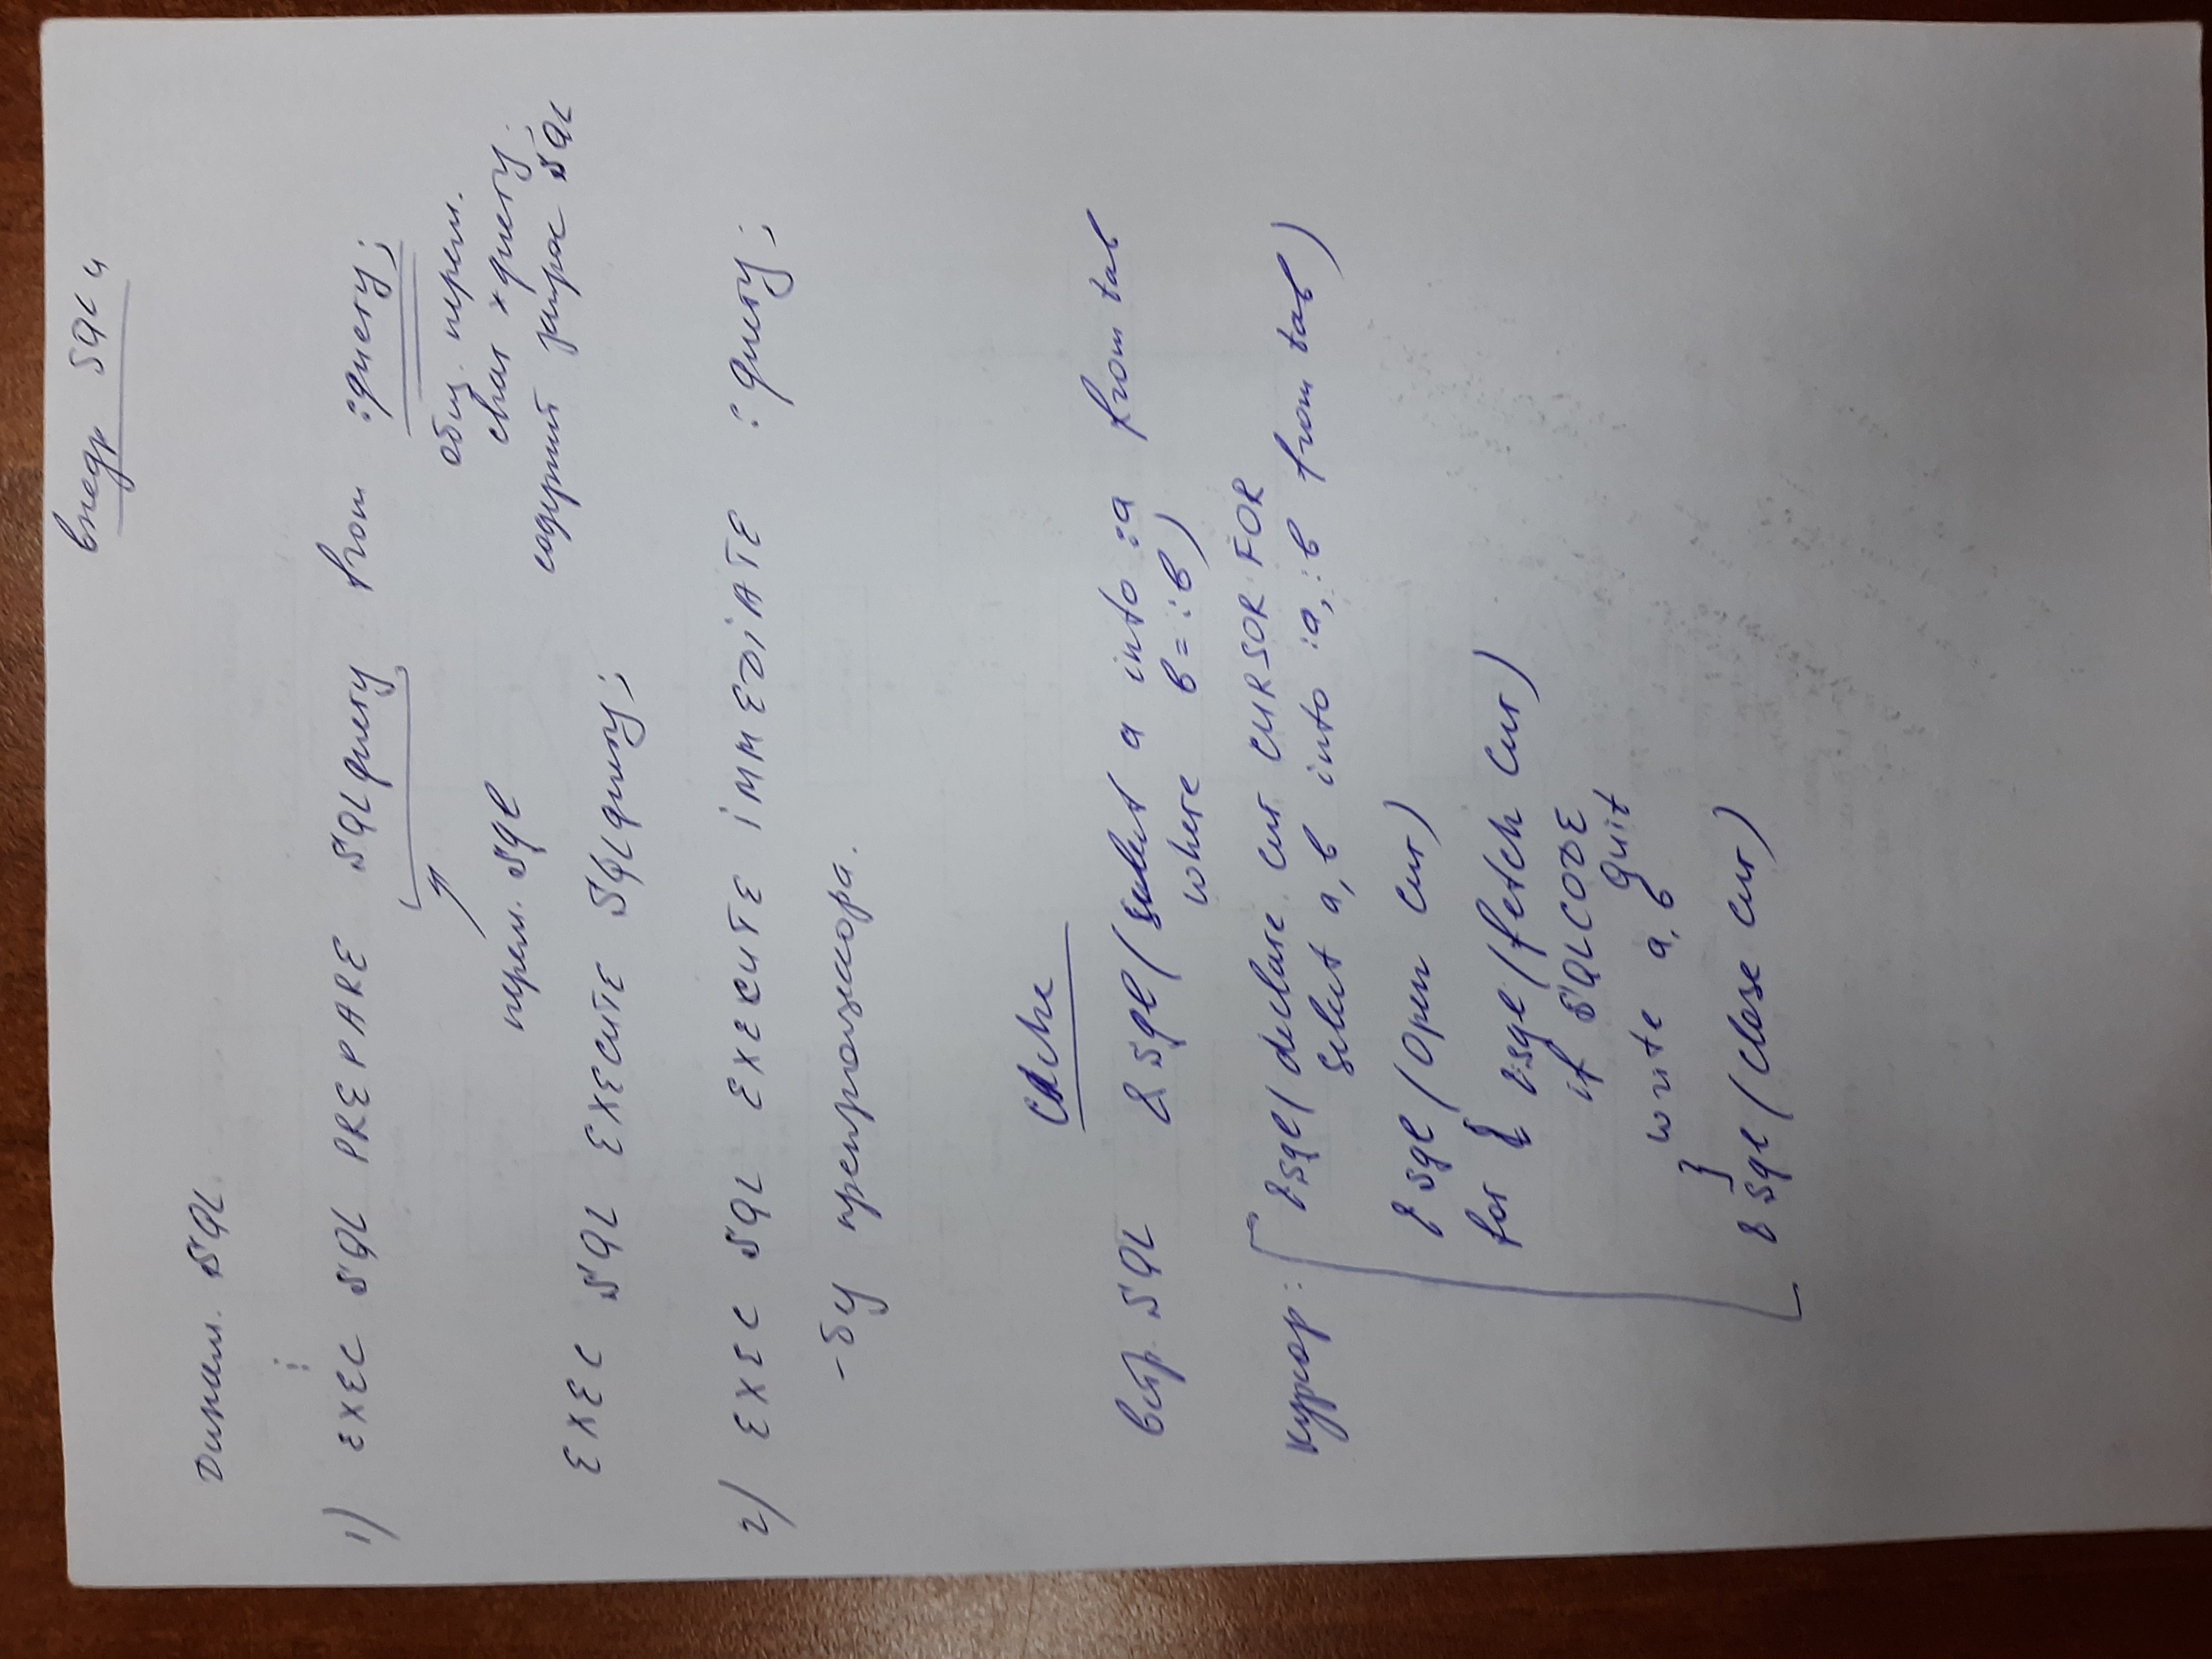 внедр SQL 4
Динам. SQL
⋮
1) EXEC SQL PREPARE SQLquery from :query;
общ. перем.
char *query;
перем. Sql
содержит запрос SQL
EXEC SQL EXECUTE SQLquery;
2) EXEC SQL EXECUTE IMMEDIATE :query;
- препроцессора.
Cache
встр. SQL &sql(select a into :a from tab
where b = :b)
курсор: &sql(declare cur CURSOR FOR
select a,b into :a, :b from tab)
&sql(Open cur)
for { &sql(fetch cur)
if SQLCODE
quit
write a, b
}
&sql(close cur)